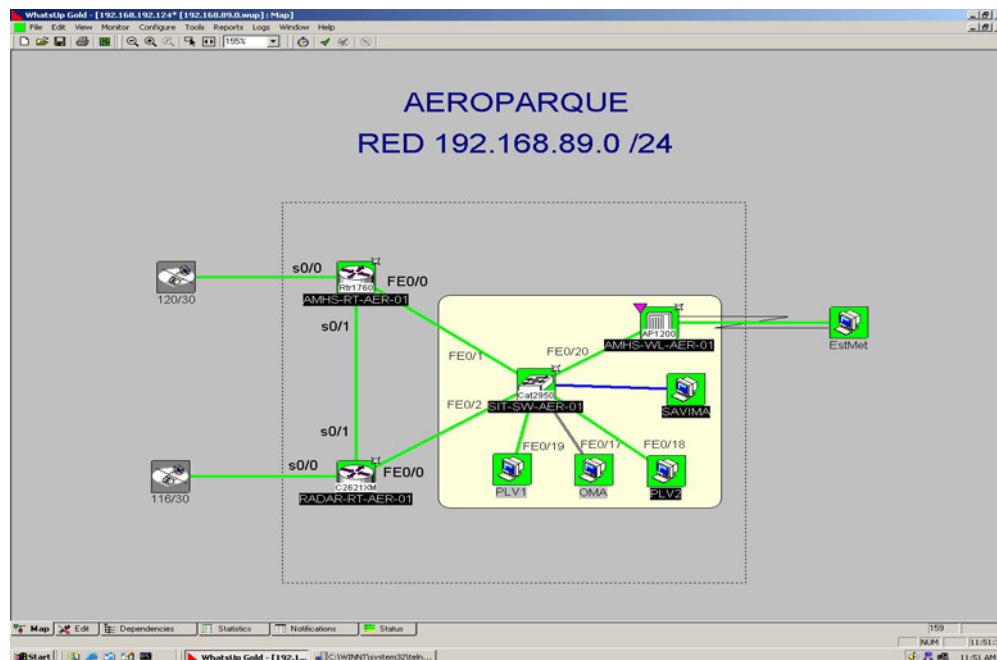 WhatsUp Gold - [192.168.192.124* [192.168.89.0.wup] : Map]
File Edit View Monitor Configure Tools Reports Logs Window Help
155%
AEROPARQUE
RED 192.168.89.0 /24
120/30
s0/0
Rtr1760
FE0/0
AMHS-RT-AER-01
s0/1
FE0/1
FE0/20
AP1200
AMHS-WL-AER-01
EstMet
Cat2950
SIT-SW-AER-01
SAVIMA
FE0/2
s0/1
FE0/19
FE0/17
FE0/18
116/30
s0/0
C2621XM
FE0/0
RADAR-RT-AER-01
PLV1
OMA
PLV2
Map Edit Dependencies Statistics Notifications Status
159
NUM
Start
WhatsUp Gold - [192.1...
C:\WINNT\system32\teln...
11:51 AM